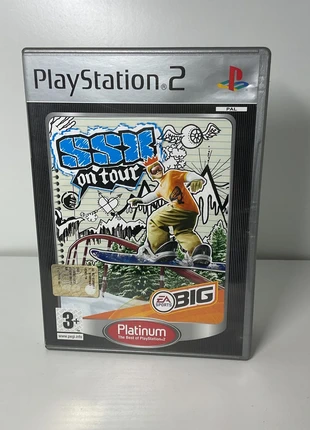 PlayStation®2
PAL
SSX
on tour
EA
SPORTS
BIG
3+
www.pegi.info
Platinum
The Best of PlayStation®2